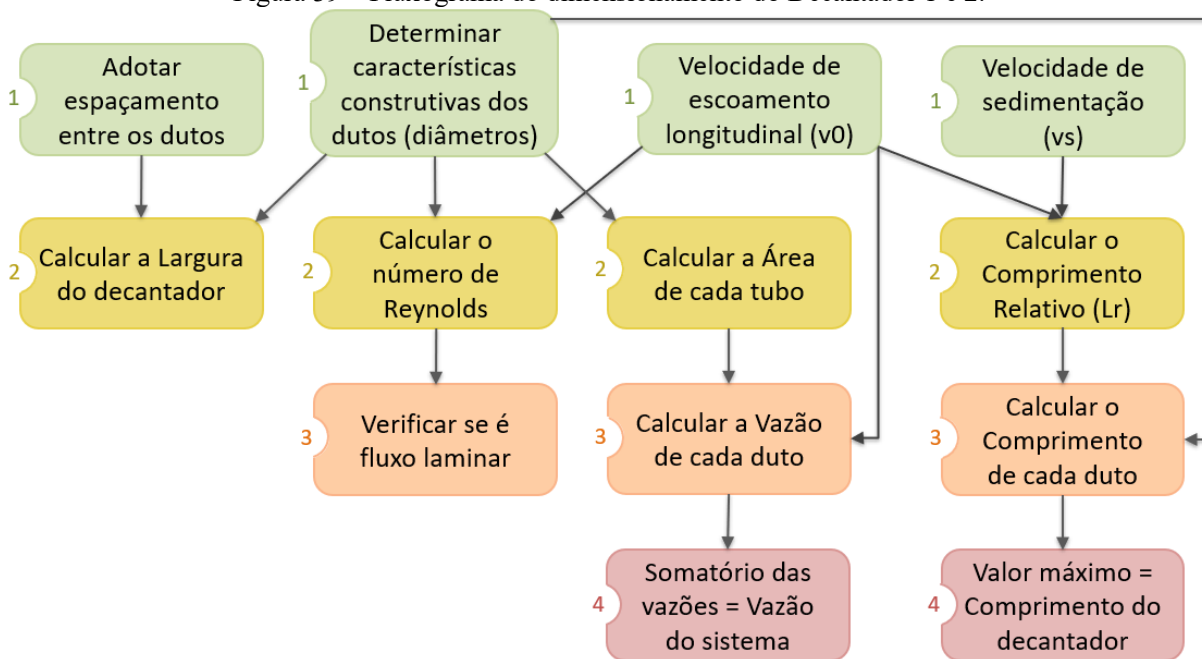 1
Adotar
espaçamento
entre os dutos
1
Determinar
características
construtivas dos
dutos (diâmetros)
1
Velocidade de
escoamento
longitudinal (v0)
1
Velocidade de
sedimentação
(vs)
2
Calcular a Largura
do decantador
2
Calcular o
número de
Reynolds
2
Calcular a Área
de cada tubo
2
Calcular o
Comprimento
Relativo (Lr)
3
Verificar se é
fluxo laminar
3
Calcular a Vazão
de cada duto
3
Calcular o
Comprimento
de cada duto
4
Somatório das
vazões = Vazão
do sistema
4
Valor máximo =
Comprimento do
decantador